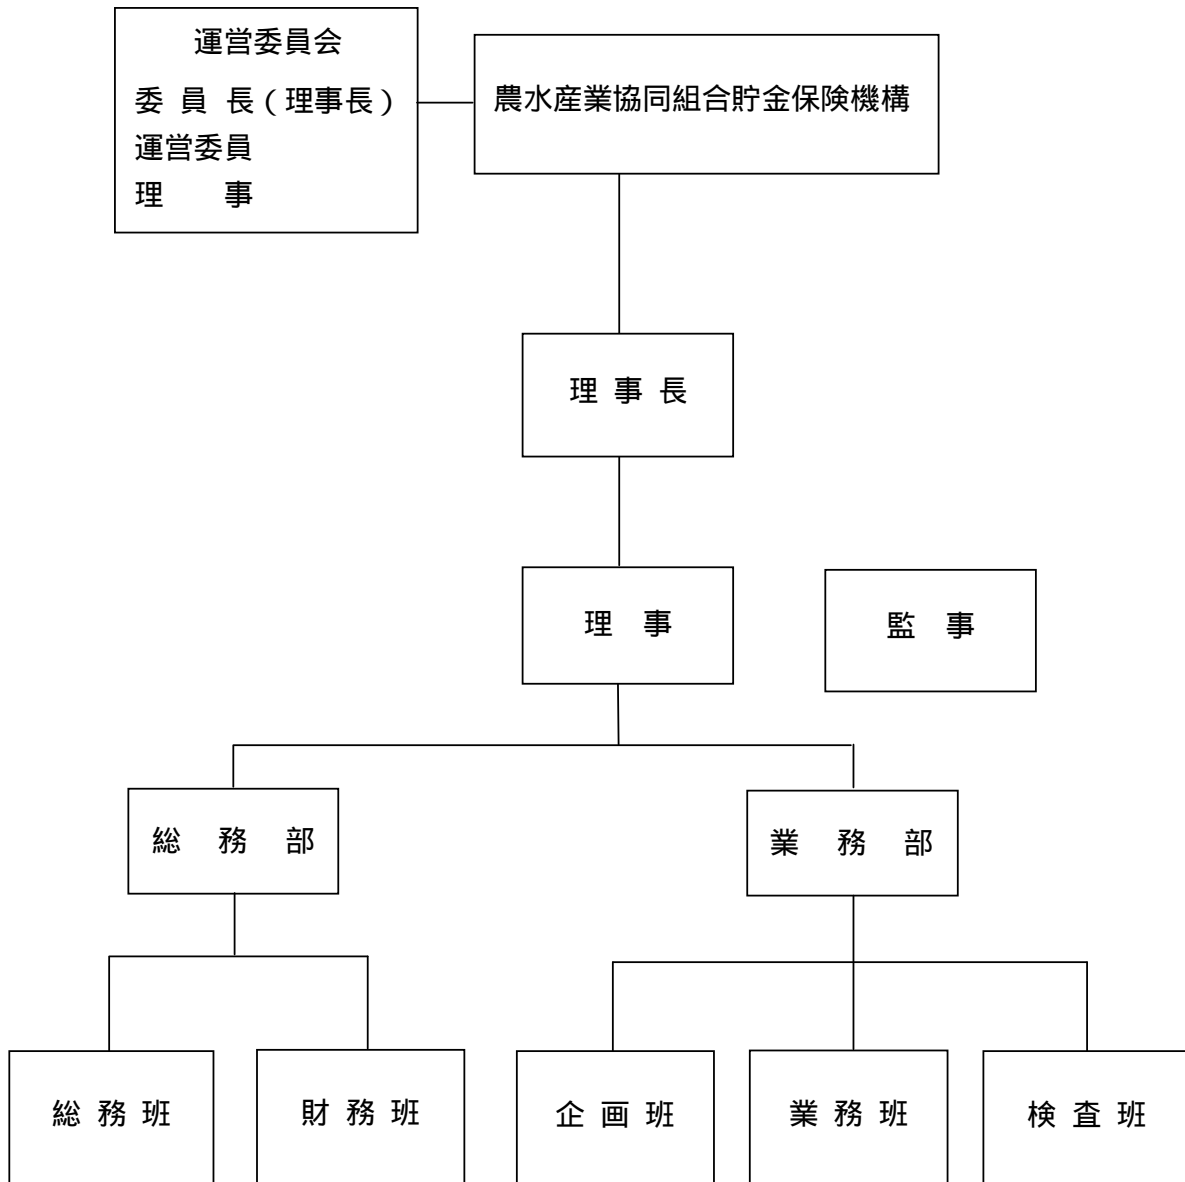 運営委員会
委 員 長 ( 理事長 )
運営委員
理　　事
農水産業協同組合貯金保険機構
理 事 長
理　事
監　事
総　務　部
業　務　部
総 務 班
財 務 班
企 画 班
業 務 班
検 査 班